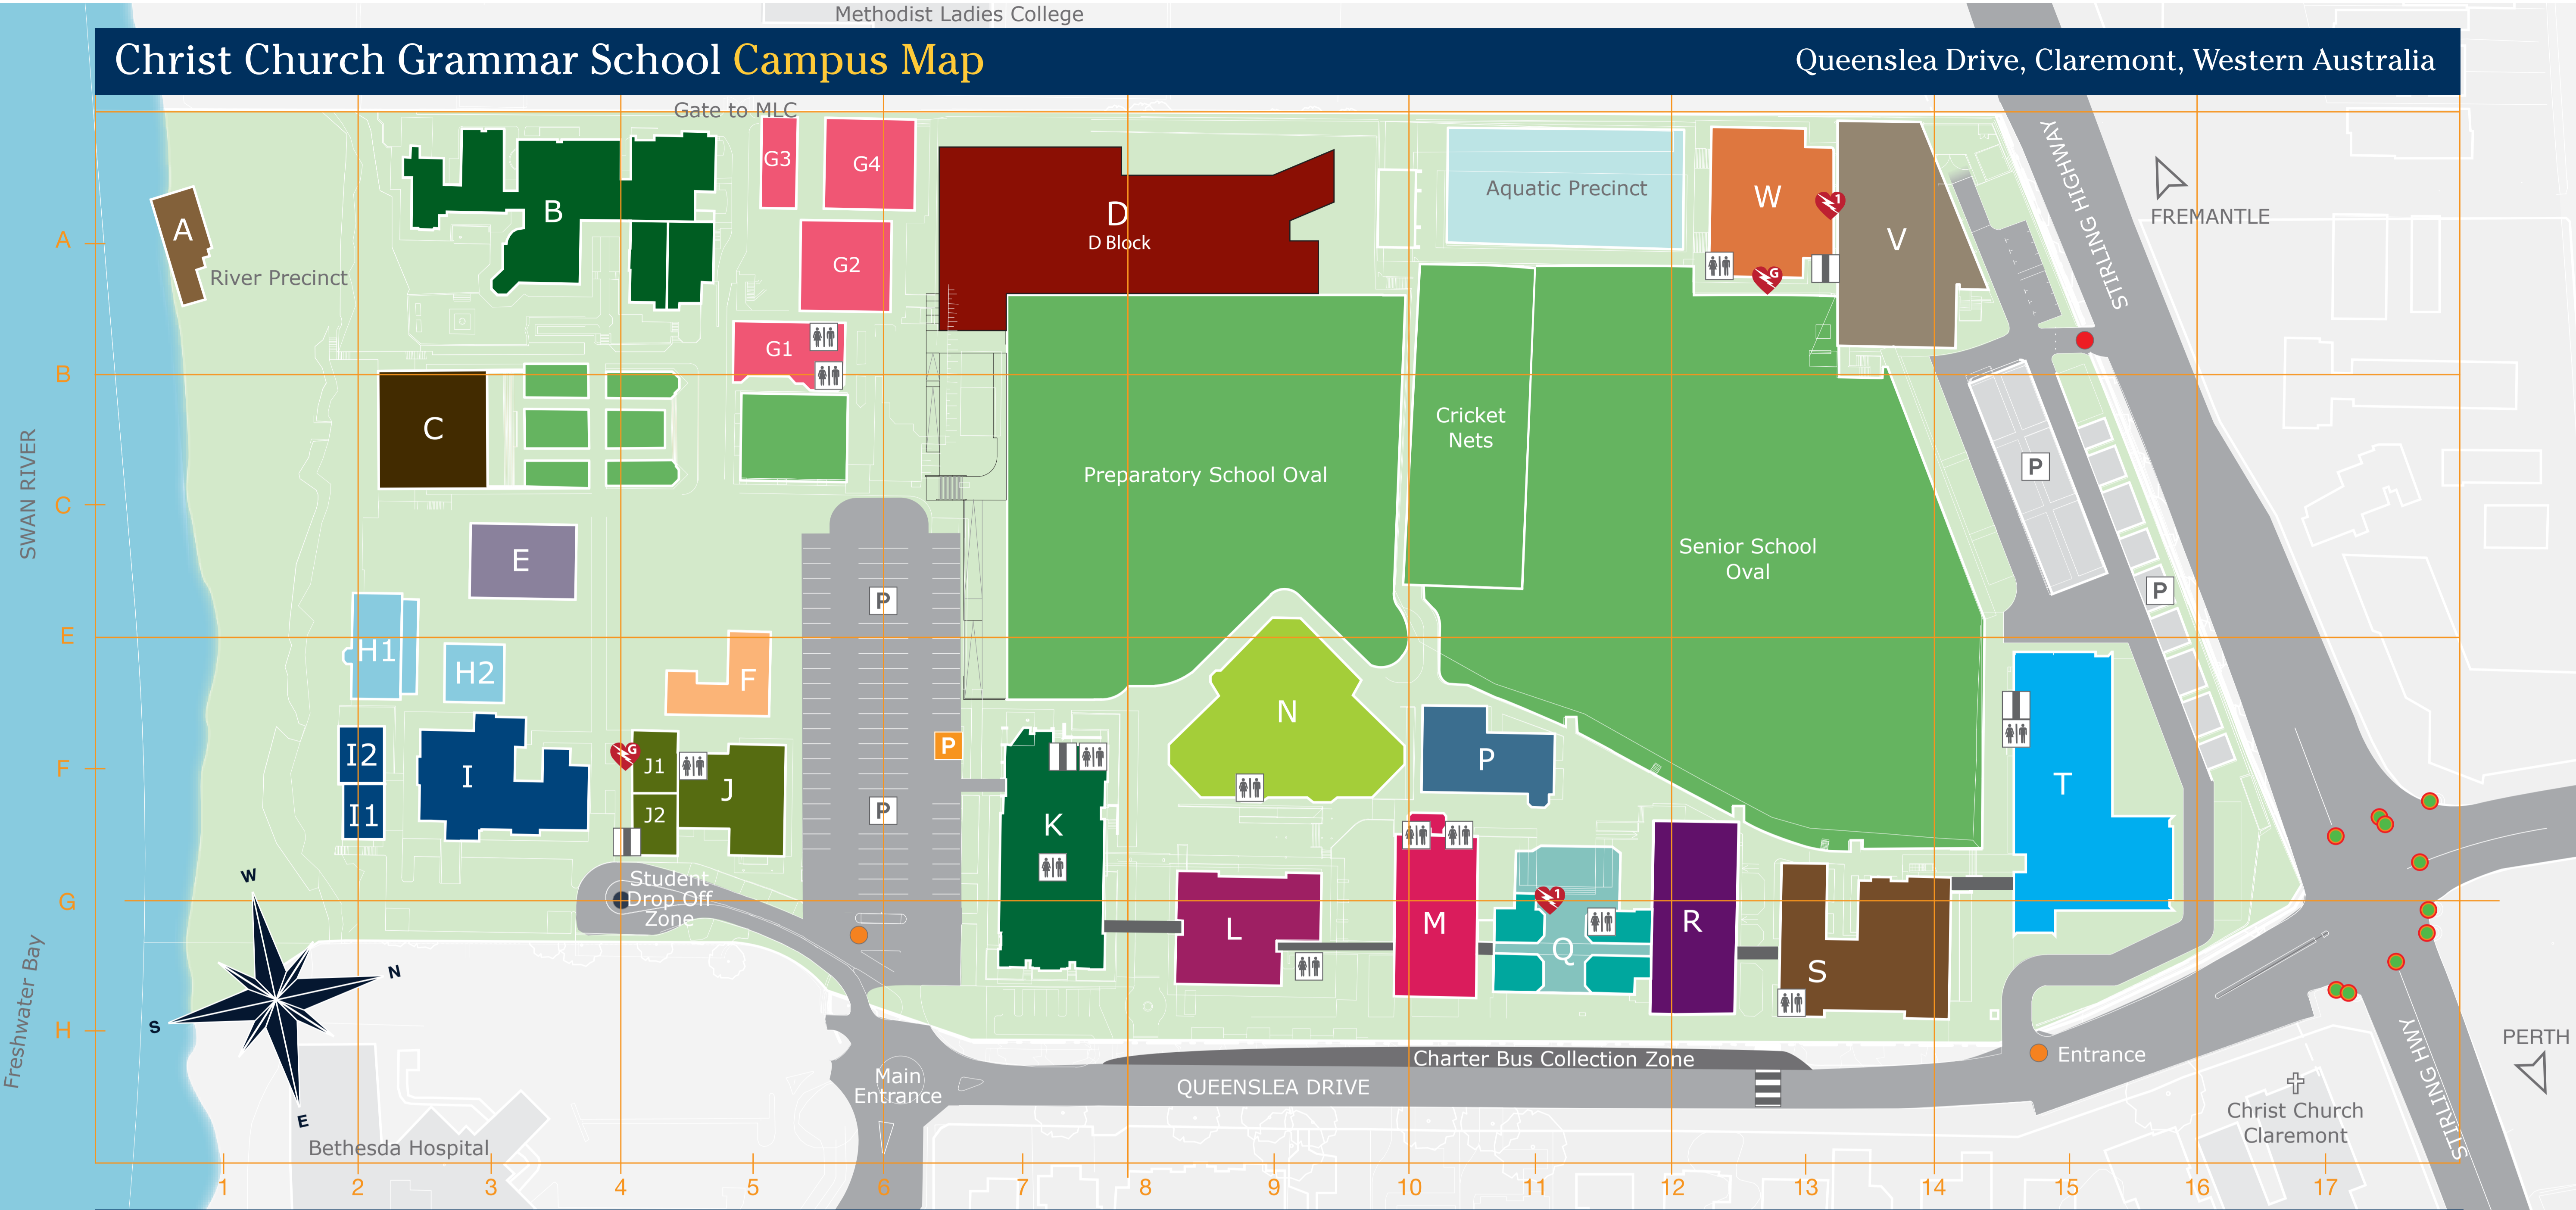 Methodist Ladies College
Christ Church Grammar School Campus Map
Queenslea Drive, Claremont, Western Australia
Gate to MLC
STIRLING HIGHWAY
FREMANTLE
A
B
C
E
F
G
H
SWAN RIVER
Freshwater Bay
A
River Precinct
B
G3
G4
G2
G1
D
D Block
Aquatic Precinct
W
1
G
V
C
Preparatory School Oval
Cricket
Nets
Senior School
Oval
P
P
E
P
H1
H2
F
I2
I1
I
G
J1
J2
J
P
P
K
N
P
T
Student
Drop Off
Zone
L
M
1
Q
R
S
W
N
S
E
Charter Bus Collection Zone
Main
Entrance
QUEENSLEA DRIVE
Entrance
STIRLING HWY
PERTH
Christ Church
Claremont
Bethesda Hospital
1 2 3 4 5 6 7 8 9 10 11 12 13 14 15 16 17